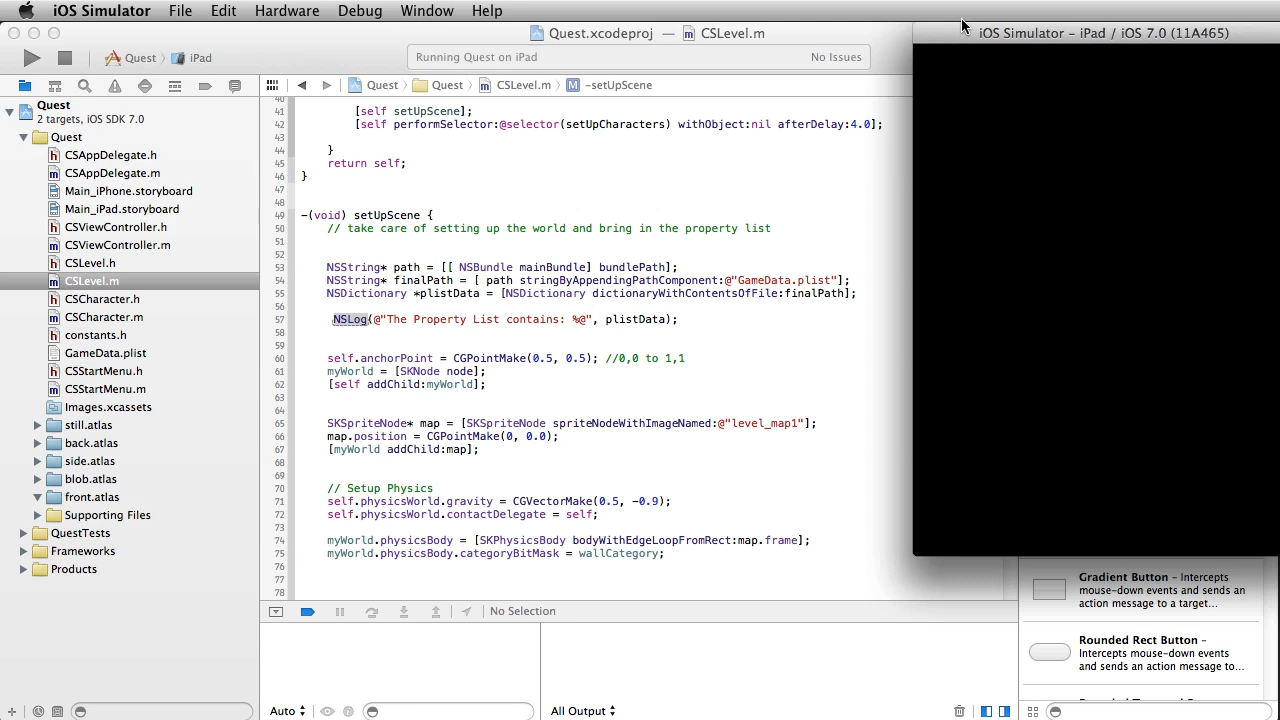 iOS Simulator File Edit Hardware Debug Window Help
Quest.xcodeproj — CSLevel.m
iOS Simulator – iPad / iOS 7.0 (11A465)
Quest iPad
Running Quest on iPad No Issues
Quest Quest CSLevel.m M -setUpScene
Quest
2 targets, iOS SDK 7.0
Quest
h CSAppDelegate.h
m CSAppDelegate.m
Main_iPhone.storyboard
Main_iPad.storyboard
h CSViewController.h
m CSViewController.m
h CSLevel.h
m CSLevel.m
h CSCharacter.h
m CSCharacter.m
h constants.h
GameData.plist
h CSStartMenu.h
m CSStartMenu.m
Images.xcassets
still.atlas
back.atlas
side.atlas
blob.atlas
front.atlas
Supporting Files
QuestTests
Frameworks
Products
40
41 [self setUpScene];
42 [self performSelector:@selector(setUpCharacters) withObject:nil afterDelay:4.0];
43
44 }
45 return self;
46 }
47
48
49 -(void) setUpScene {
50 // take care of setting up the world and bring in the property list
51
52
53 NSString* path = [[ NSBundle mainBundle] bundlePath];
54 NSString* finalPath = [ path stringByAppendingPathComponent:@"GameData.plist"];
55 NSDictionary *plistData = [NSDictionary dictionaryWithContentsOfFile:finalPath];
56
57 NSLog(@"The Property List contains: %@", plistData);
58
59
60 self.anchorPoint = CGPointMake(0.5, 0.5); //0,0 to 1,1
61 myWorld = [SKNode node];
62 [self addChild:myWorld];
63
64
65 SKSpriteNode* map = [SKSpriteNode spriteNodeWithImageNamed:@"level_map1"];
66 map.position = CGPointMake(0, 0.0);
67 [myWorld addChild:map];
68
69
70 // Setup Physics
71 self.physicsWorld.gravity = CGVectorMake(0.5, -0.9);
72 self.physicsWorld.contactDelegate = self;
73
74 myWorld.physicsBody = [SKPhysicsBody bodyWithEdgeLoopFromRect:map.frame];
75 myWorld.physicsBody.categoryBitMask = wallCategory;
76
77
78
No Selection
Auto
All Output
Gradient Button – Intercepts
mouse-down events and sends an
action message to a target...
Rounded Rect Button –
Intercepts mouse-down events
and sends an action message to...